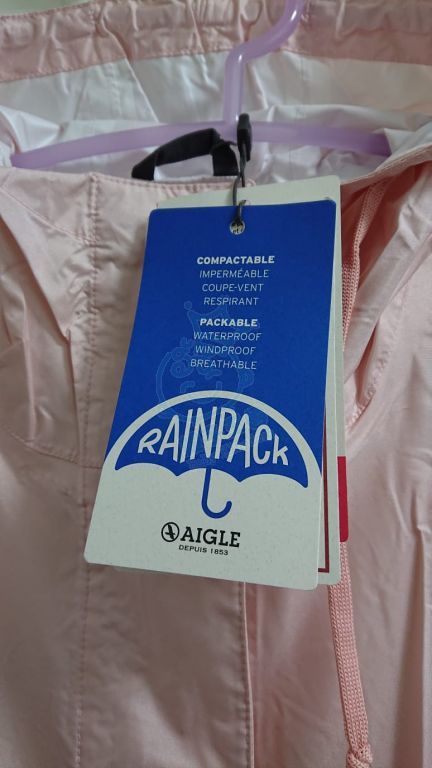 COMPACTABLE
IMPERMÉABLE
COUPE-VENT
RESPIRANT
PACKABLE
WATERPROOF
WINDPROOF
BREATHABLE
RAINPACK
AIGLE
DEPUIS 1853